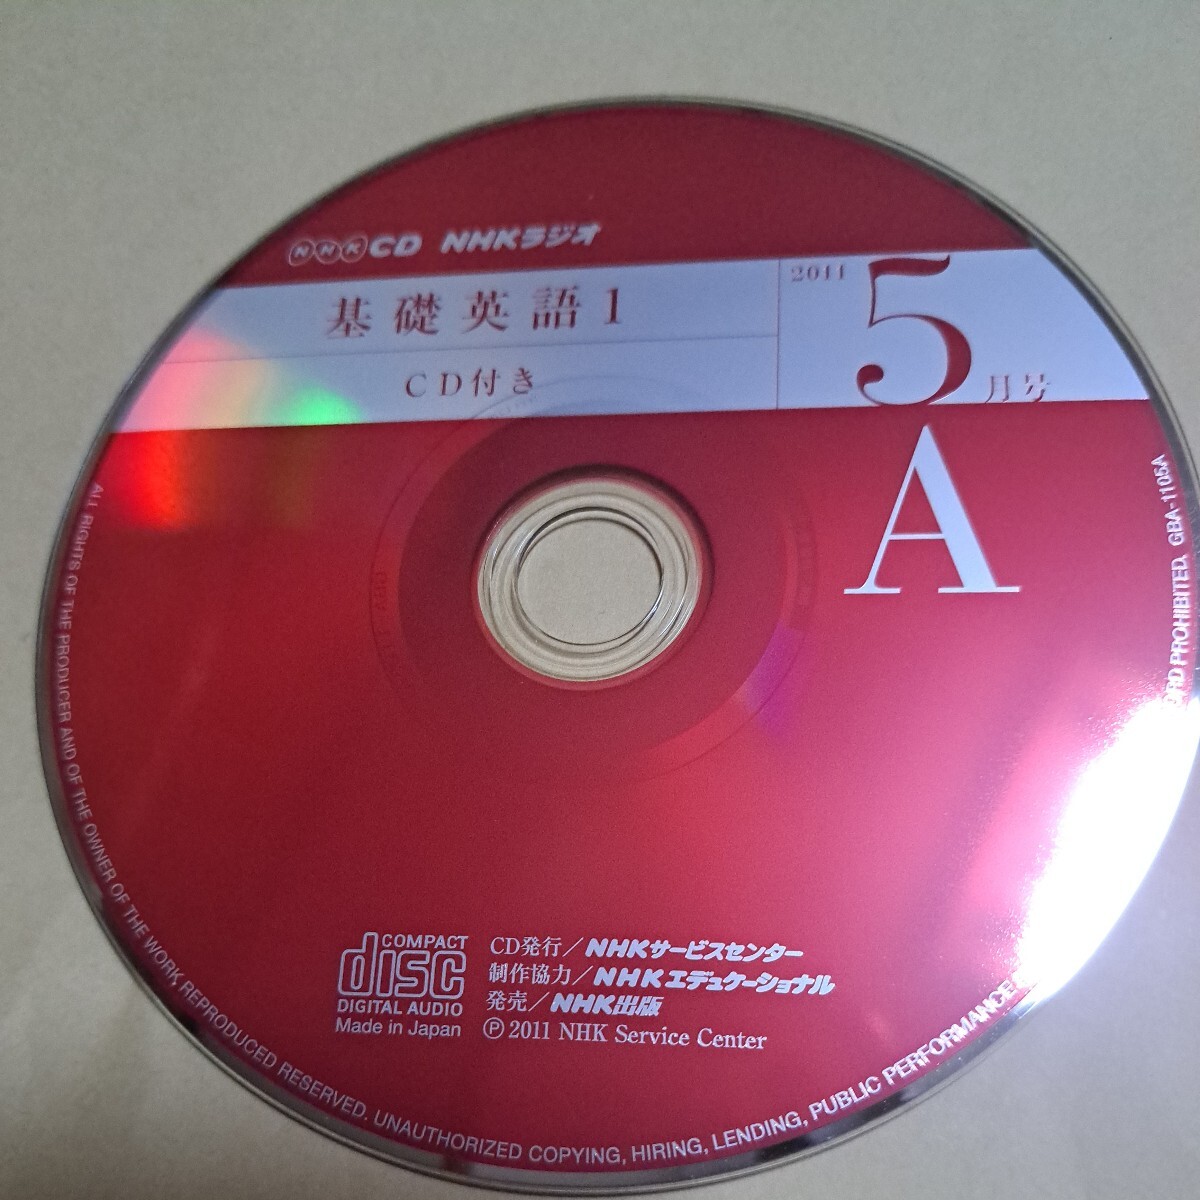 NHK CD NHKラジオ
基礎英語1
CD付き
2011
5
月号
A
COMPACT
disc
DIGITAL AUDIO
Made in Japan
CD発行/NHKサービスセンター
制作協力/NHKエデュケーショナル
発売/NHK出版
Ⓟ 2011 NHK Service Center
ALL RIGHTS OF THE PRODUCER AND OF THE OWNER OF THE WORK REPRODUCED RESERVED. UNAUTHORIZED COPYING, HIRING, LENDING, PUBLIC PERFORMANCE
PROHIBITED. GBA-1105A